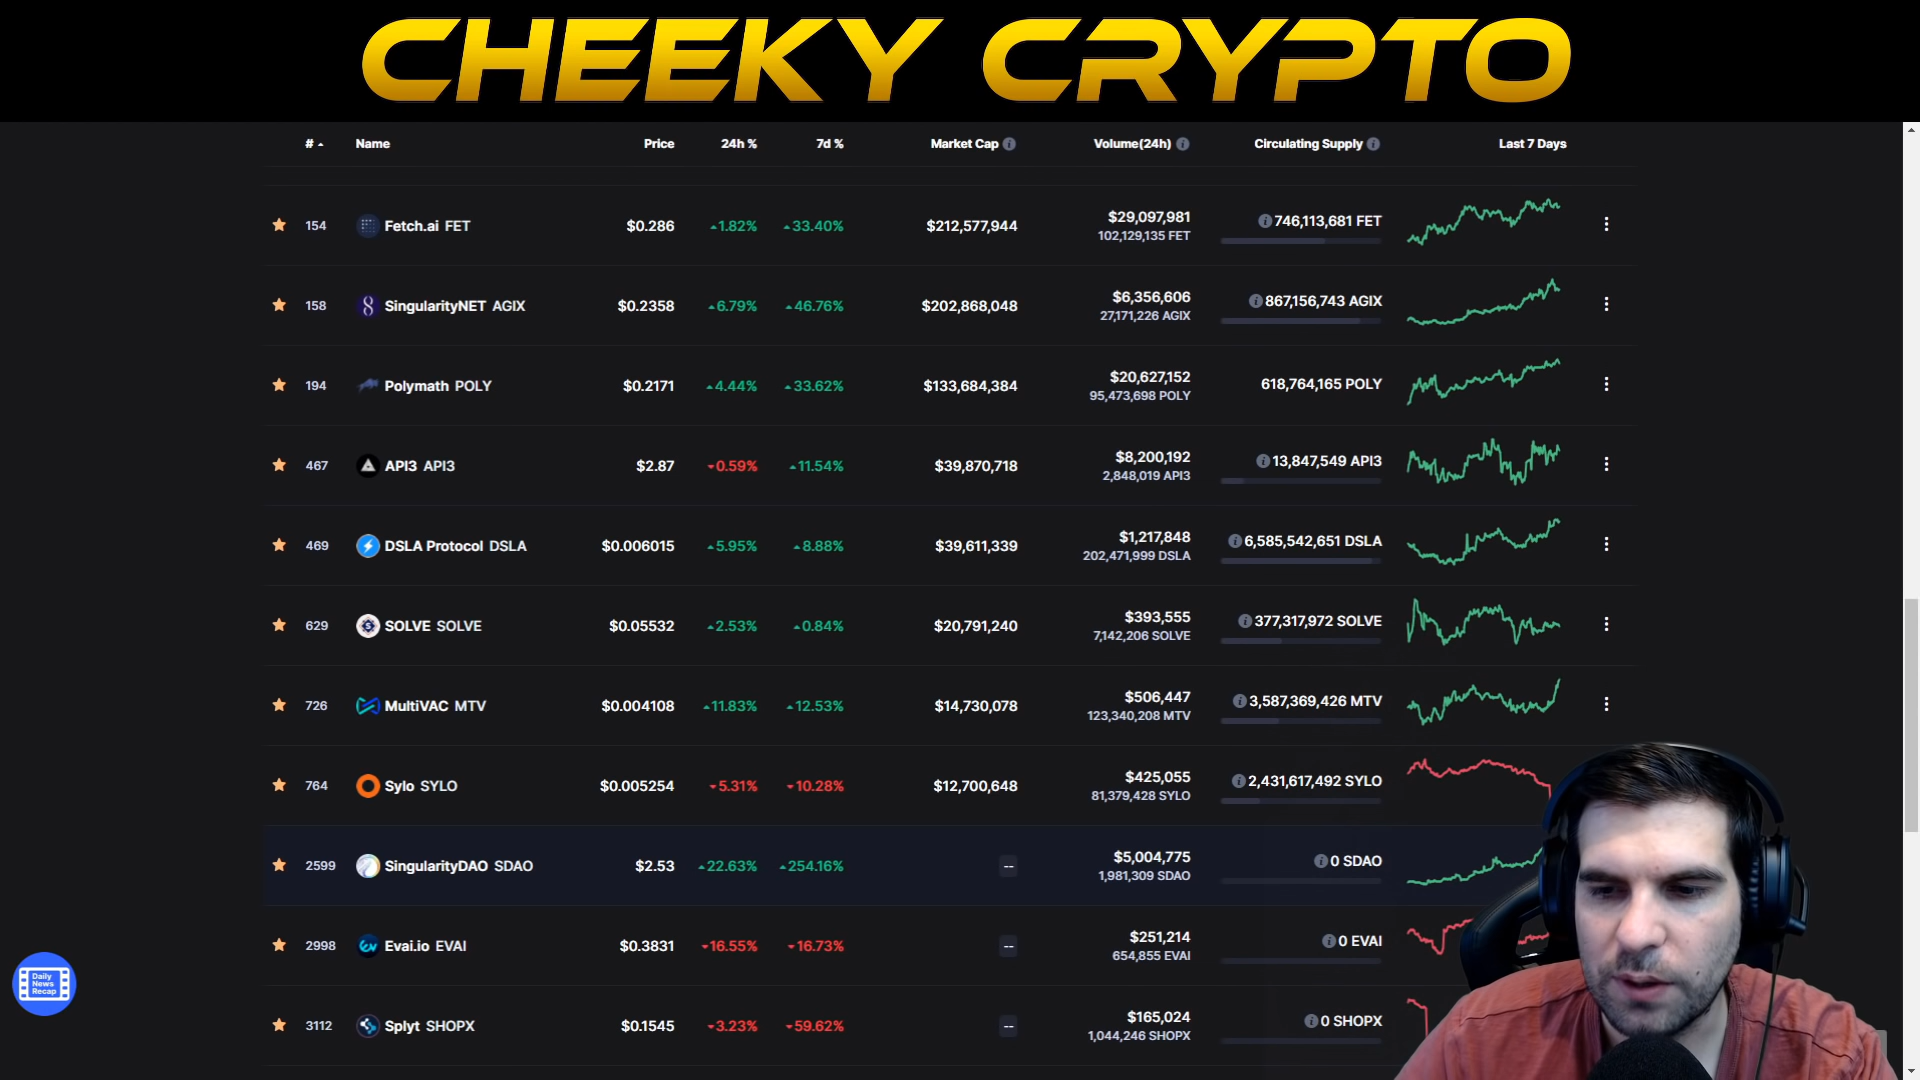 CHEEKY CRYPTO
# Name Price 24h % 7d % Market Cap Volume(24h) Circulating Supply Last 7 Days
154 Fetch.ai FET $0.286 1.82% 33.40% $212,577,944 $29,097,981 746,113,681 FET
102,129,135 FET
158 SingularityNET AGIX $0.2358 6.79% 46.76% $202,868,048 $6,356,606 867,156,743 AGIX
27,171,226 AGIX
194 Polymath POLY $0.2171 4.44% 33.62% $133,684,384 $20,627,152 618,764,165 POLY
95,473,698 POLY
467 API3 API3 $2.87 0.59% 11.54% $39,870,718 $8,200,192 13,847,549 API3
2,848,019 API3
469 DSLA Protocol DSLA $0.006015 5.95% 8.88% $39,611,339 $1,217,848 6,585,542,651 DSLA
202,471,999 DSLA
629 SOLVE SOLVE $0.05532 2.53% 0.84% $20,791,240 $393,555 377,317,972 SOLVE
7,142,206 SOLVE
726 MultiVAC MTV $0.004108 11.83% 12.53% $14,730,078 $506,447 3,587,369,426 MTV
123,340,208 MTV
764 Sylo SYLO $0.005254 5.31% 10.28% $12,700,648 $425,055 2,431,617,492 SYLO
81,379,428 SYLO
2599 SingularityDAO SDAO $2.53 22.63% 254.16% -- $5,004,775 0 SDAO
1,981,309 SDAO
2998 Evai.io EVAI $0.3831 16.55% 16.73% -- $251,214 0 EVAI
654,855 EVAI
Daily
News
Recap
3112 Splyt SHOPX $0.1545 3.23% 59.62% -- $165,024 0 SHOPX
1,044,246 SHOPX